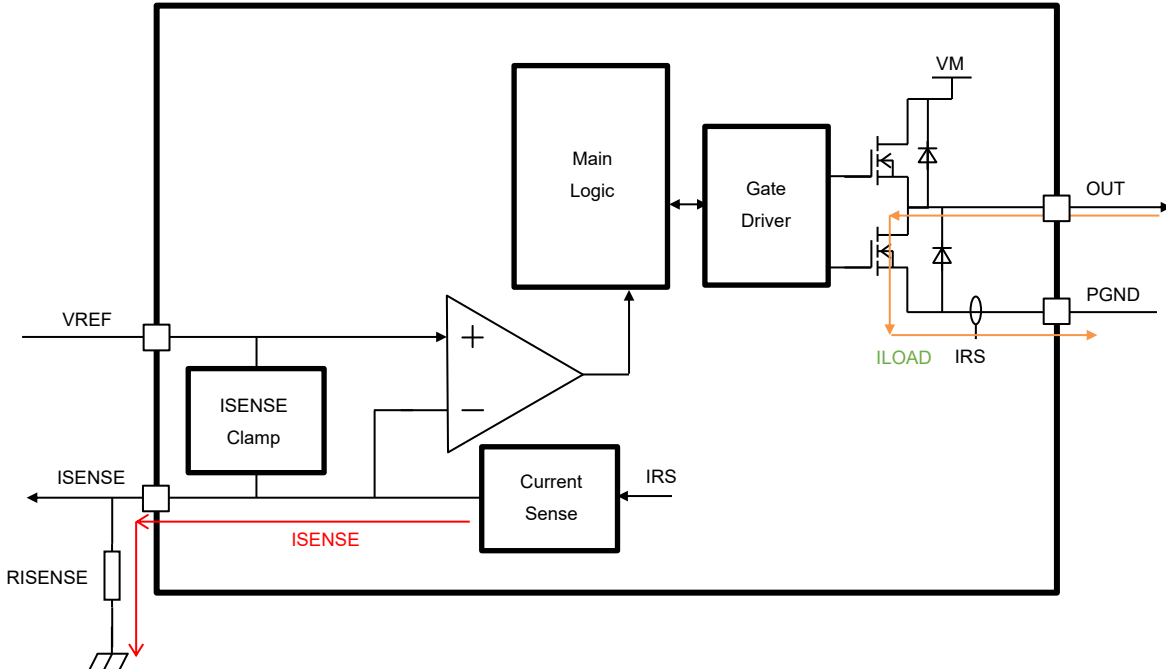 VM
Main
Logic
Gate
Driver
OUT
PGND
ILOAD
IRS
VREF
+
−
ISENSE
Clamp
ISENSE
Current
Sense
IRS
ISENSE
RISENSE